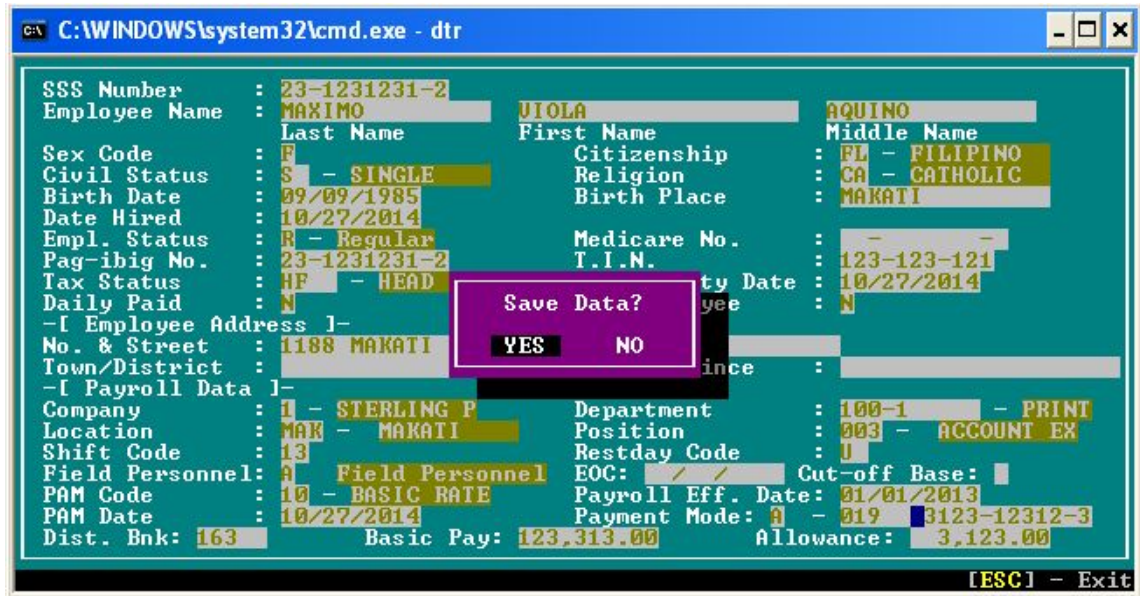 C:\WINDOWS\system32\cmd.exe - dtr
SSS Number : 23-1231231-2
Employee Name : MAXIMO VIOLA AQUINO
Last Name First Name Middle Name
Sex Code : F Citizenship : FL - FILIPINO
Civil Status : S - SINGLE Religion : CA - CATHOLIC
Birth Date : 09/09/1985 Birth Place : MAKATI
Date Hired : 10/27/2014
Empl. Status : R - Regular Medicare No. : - -
Pag-ibig No. : 23-1231231-2 T.I.N. : 123-123-121
Tax Status : HF - HEAD ty Date : 10/27/2014
Daily Paid : N Save Data? yee : N
-[ Employee Address ]-
No. & Street : 1188 MAKATI YES NO
Town/District : ince :
-[ Payroll Data ]-
Company : 1 - STERLING P Department : 100-1 - PRINT
Location : MAK - MAKATI Position : 003 - ACCOUNT EX
Shift Code : 13 Restday Code : U
Field Personnel: A Field Personnel EOC: / / Cut-off Base:
PAM Code : 10 - BASIC RATE Payroll Eff. Date: 01/01/2013
PAM Date : 10/27/2014 Payment Mode: A - 019 3123-12312-3
Dist. Bnk: 163 Basic Pay: 123,313.00 Allowance: 3,123.00
[ESC] - Exit